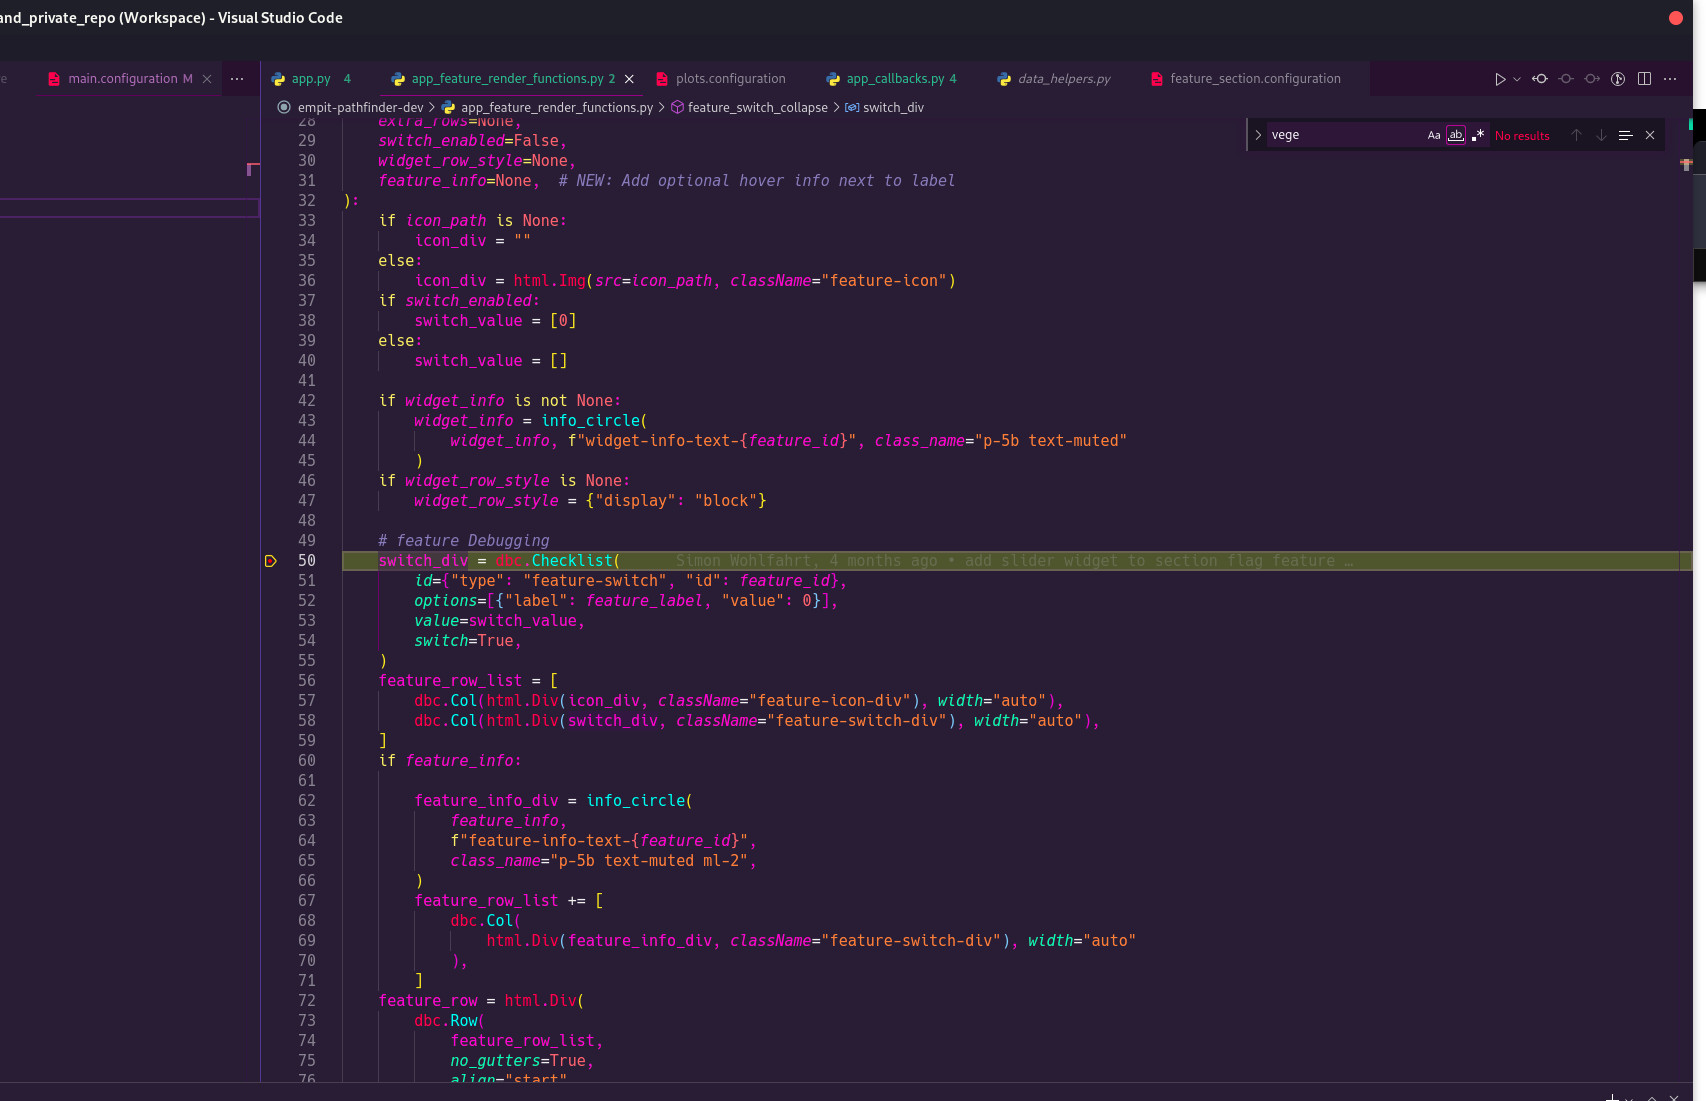 and_private_repo (Workspace) - Visual Studio Code
e main.configuration M ···
app.py 4 app_feature_render_functions.py 2 plots.configuration app_callbacks.py 4 data_helpers.py feature_section.configuration ···
empit-pathfinder-dev > app_feature_render_functions.py > feature_switch_collapse > switch_div
vege Aa ab .* No results
28 extra_rows=None,
29 switch_enabled=False,
30 widget_row_style=None,
31 feature_info=None,  # NEW: Add optional hover info next to label
32 ):
33 if icon_path is None:
34 icon_div = ""
35 else:
36 icon_div = html.Img(src=icon_path, className="feature-icon")
37 if switch_enabled:
38 switch_value = [0]
39 else:
40 switch_value = []
41
42 if widget_info is not None:
43 widget_info = info_circle(
44 widget_info, f"widget-info-text-{feature_id}", class_name="p-5b text-muted"
45 )
46 if widget_row_style is None:
47 widget_row_style = {"display": "block"}
48
49 # feature Debugging
50 switch_div = dbc.Checklist( Simon Wohlfahrt, 4 months ago • add slider widget to section flag feature …
51 id={"type": "feature-switch", "id": feature_id},
52 options=[{"label": feature_label, "value": 0}],
53 value=switch_value,
54 switch=True,
55 )
56 feature_row_list = [
57 dbc.Col(html.Div(icon_div, className="feature-icon-div"), width="auto"),
58 dbc.Col(html.Div(switch_div, className="feature-switch-div"), width="auto"),
59 ]
60 if feature_info:
61
62 feature_info_div = info_circle(
63 feature_info,
64 f"feature-info-text-{feature_id}",
65 class_name="p-5b text-muted ml-2",
66 )
67 feature_row_list += [
68 dbc.Col(
69 html.Div(feature_info_div, className="feature-switch-div"), width="auto"
70 ),
71 ]
72 feature_row = html.Div(
73 dbc.Row(
74 feature_row_list,
75 no_gutters=True,
76 align="start"